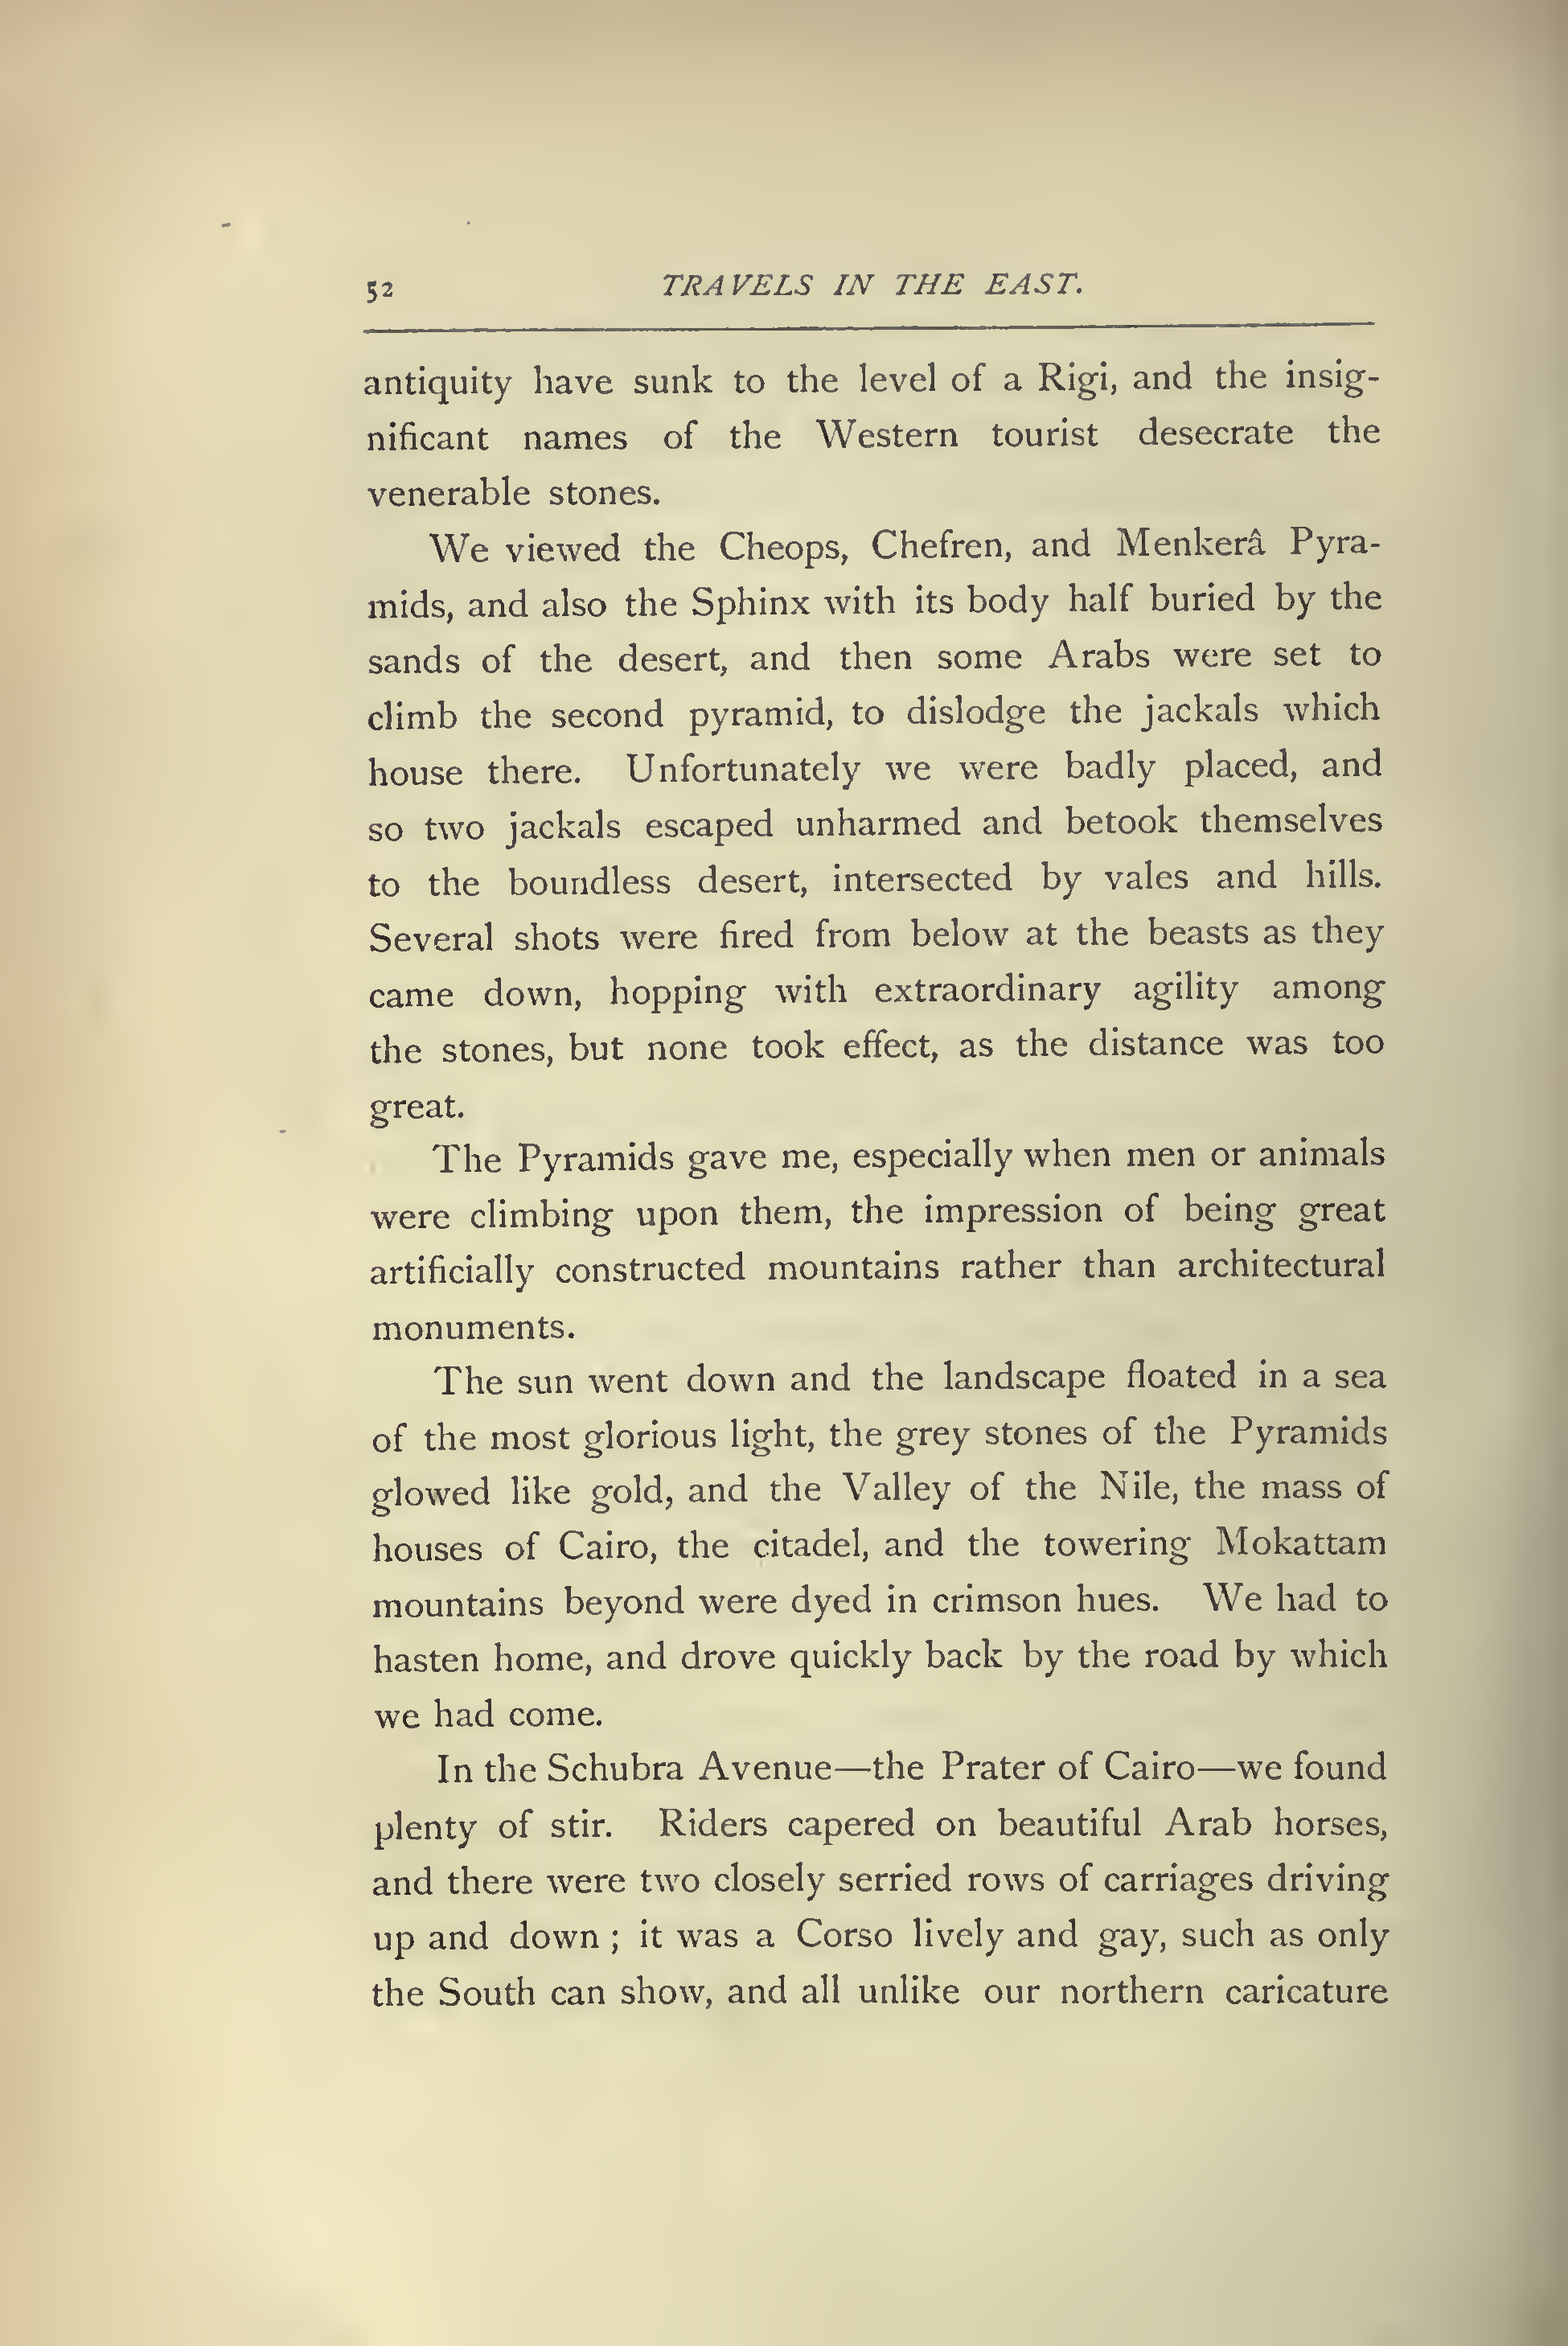 52 TRAVELS IN THE EAST.
antiquity have sunk to the level of a Rigi, and the insig-
nificant names of the Western tourist desecrate the
venerable stones.
We viewed the Cheops, Chefren, and Menkerâ Pyra-
mids, and also the Sphinx with its body half buried by the
sands of the desert, and then some Arabs were set to
climb the second pyramid, to dislodge the jackals which
house there. Unfortunately we were badly placed, and
so two jackals escaped unharmed and betook themselves
to the boundless desert, intersected by vales and hills.
Several shots were fired from below at the beasts as they
came down, hopping with extraordinary agility among
the stones, but none took effect, as the distance was too
great.
The Pyramids gave me, especially when men or animals
were climbing upon them, the impression of being great
artificially constructed mountains rather than architectural
monuments.
The sun went down and the landscape floated in a sea
of the most glorious light, the grey stones of the Pyramids
glowed like gold, and the Valley of the Nile, the mass of
houses of Cairo, the citadel, and the towering Mokattam
mountains beyond were dyed in crimson hues. We had to
hasten home, and drove quickly back by the road by which
we had come.
In the Schubra Avenue—the Prater of Cairo—we found
plenty of stir. Riders capered on beautiful Arab horses,
and there were two closely serried rows of carriages driving
up and down ; it was a Corso lively and gay, such as only
the South can show, and all unlike our northern caricature